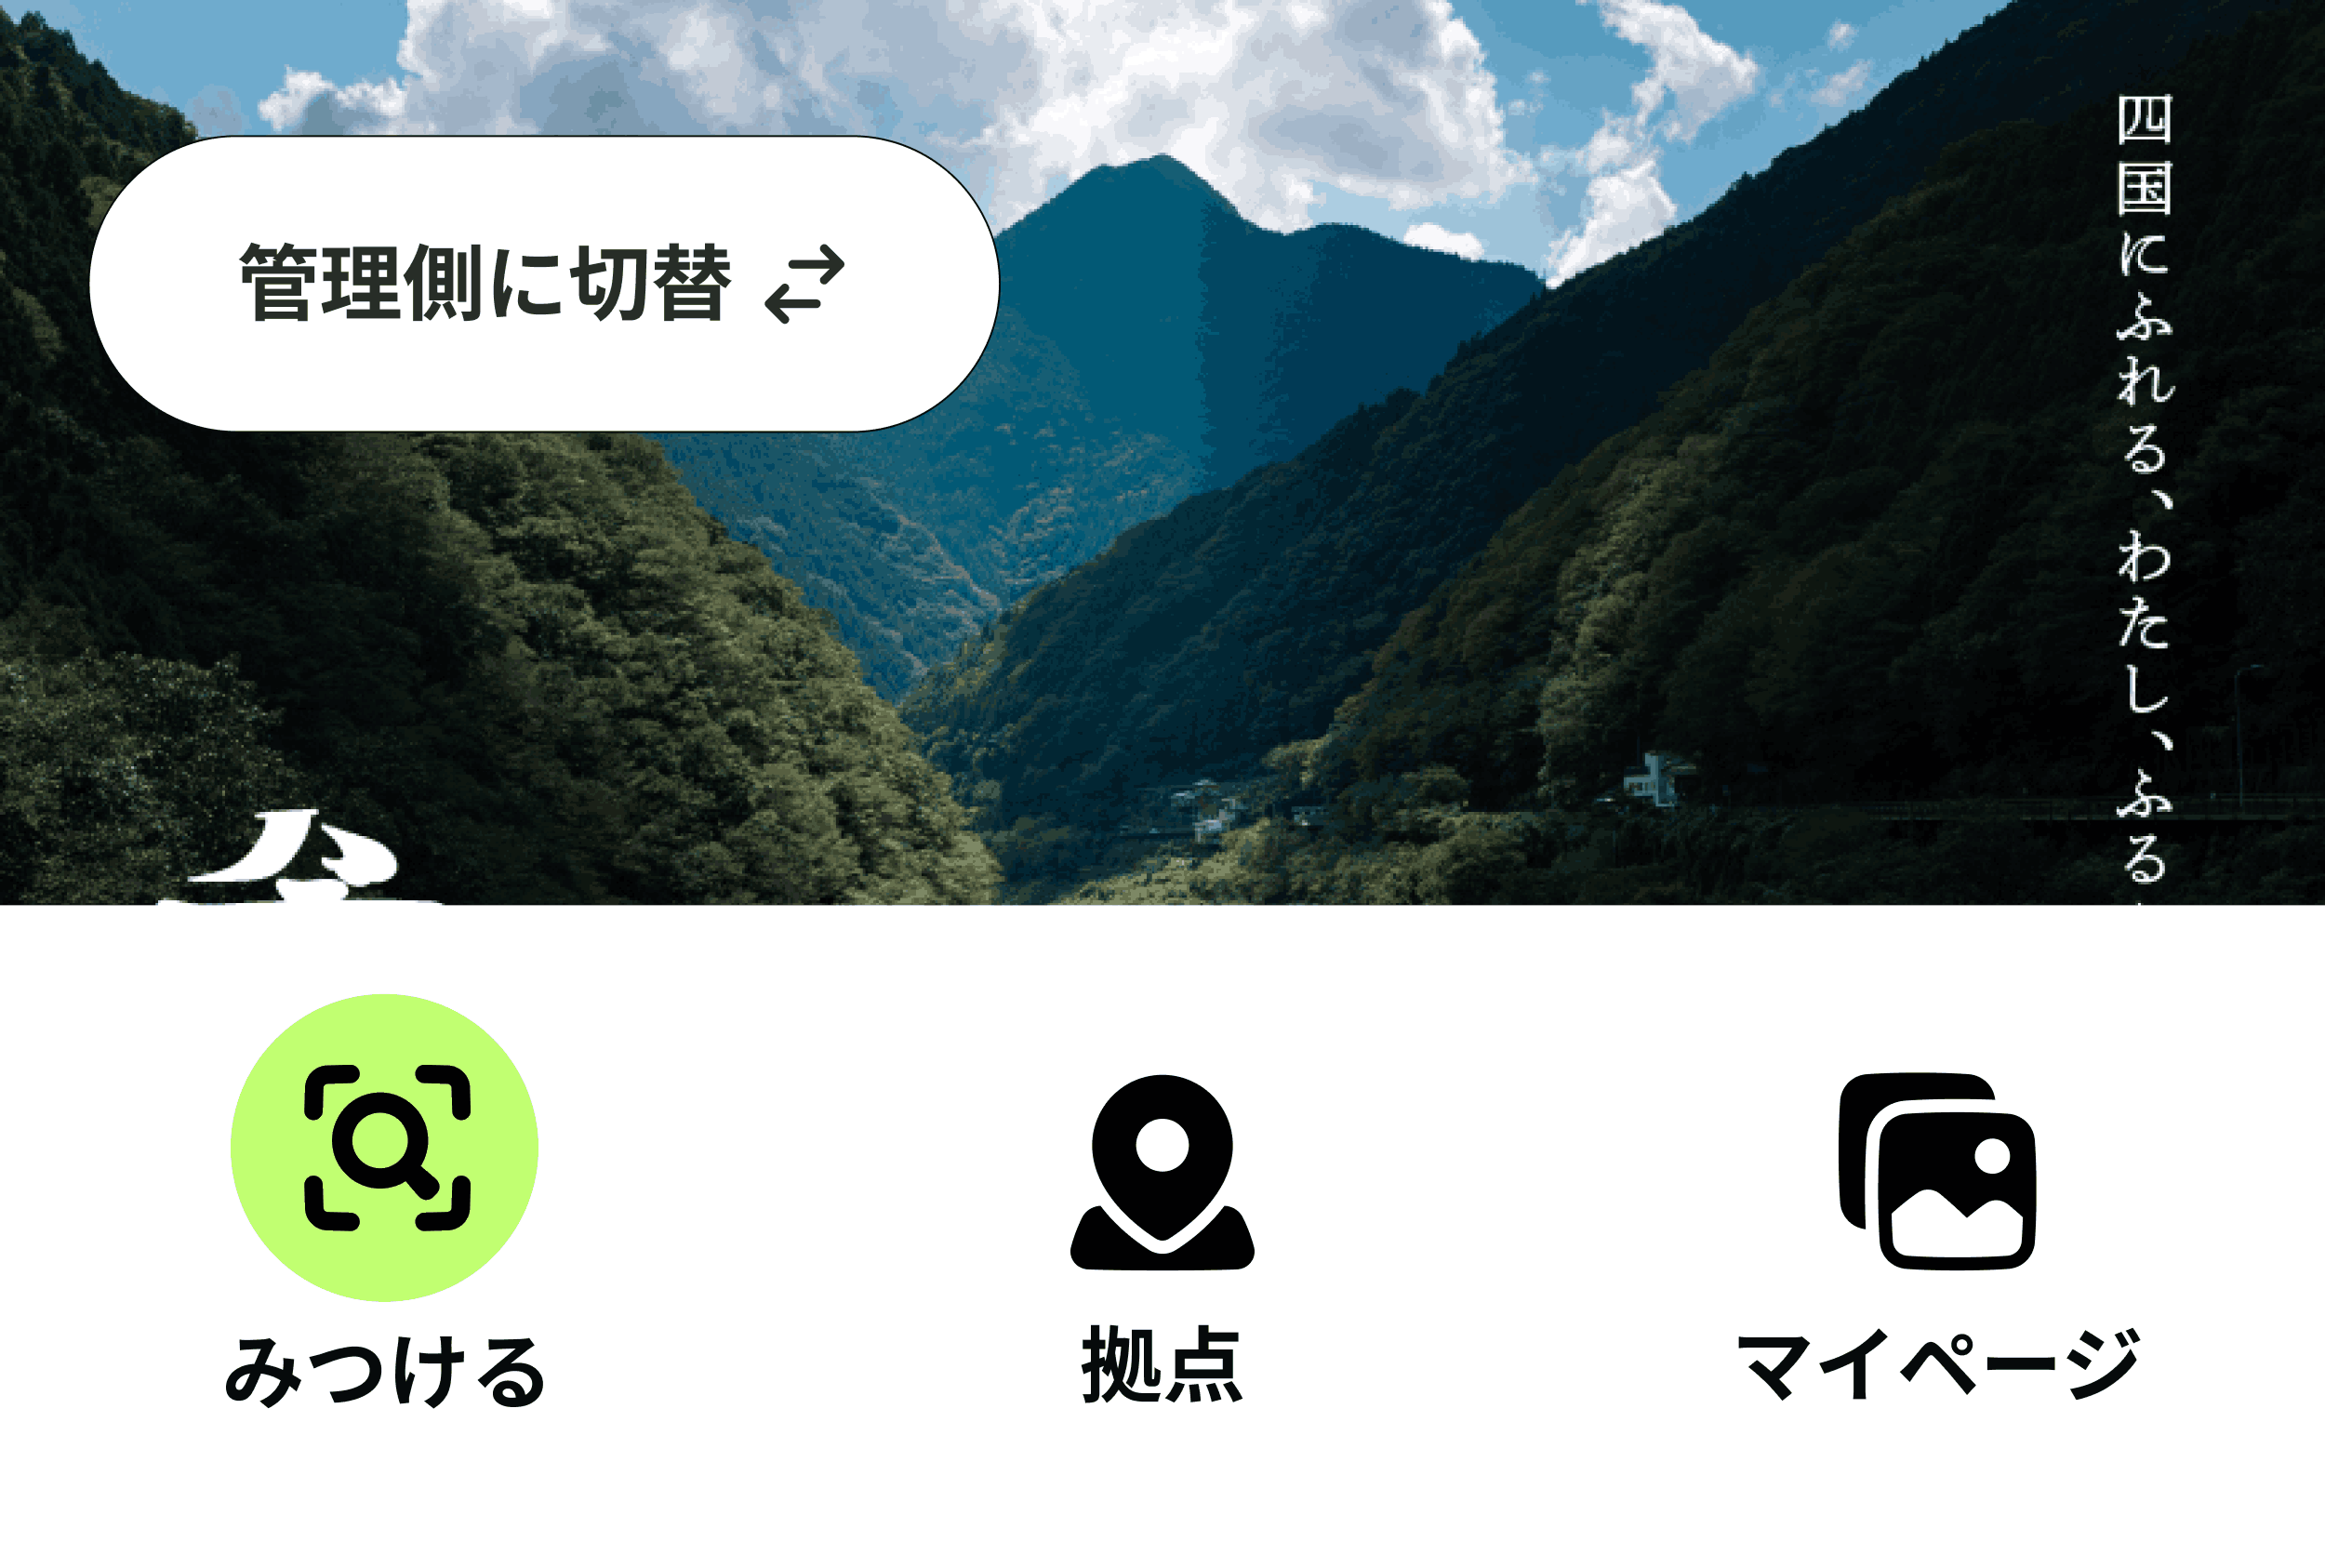 管理側に切替
四国にふれる、わたし、ふる
みつける
拠点
マイページ